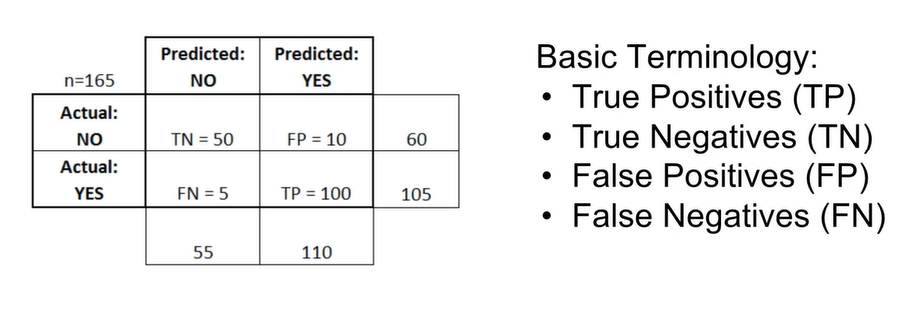 Predicted: Predicted:
n=165 NO YES
Actual:
NO TN = 50 FP = 10 60
Actual:
YES FN = 5 TP = 100 105
55 110
Basic Terminology:
• True Positives (TP)
• True Negatives (TN)
• False Positives (FP)
• False Negatives (FN)